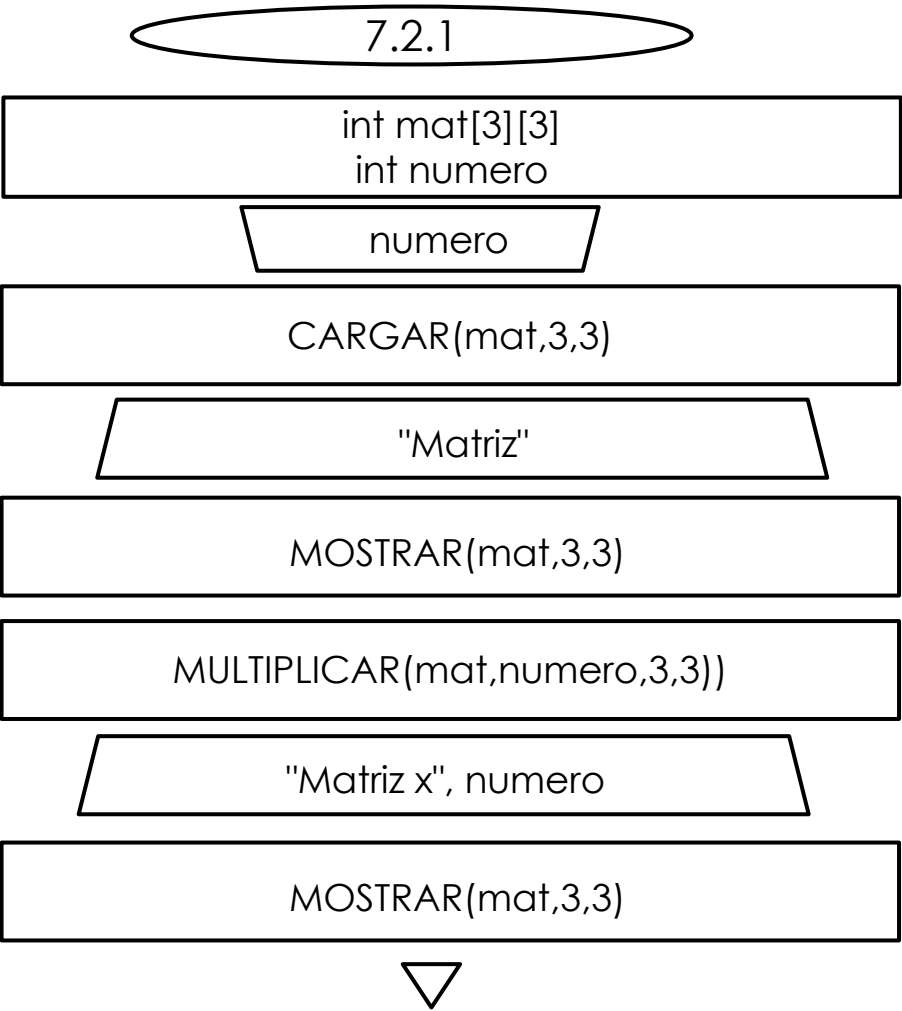 7.2.1
int mat[3][3]
int numero
numero
CARGAR(mat,3,3)
"Matriz"
MOSTRAR(mat,3,3)
MULTIPLICAR(mat,numero,3,3))
"Matriz x", numero
MOSTRAR(mat,3,3)